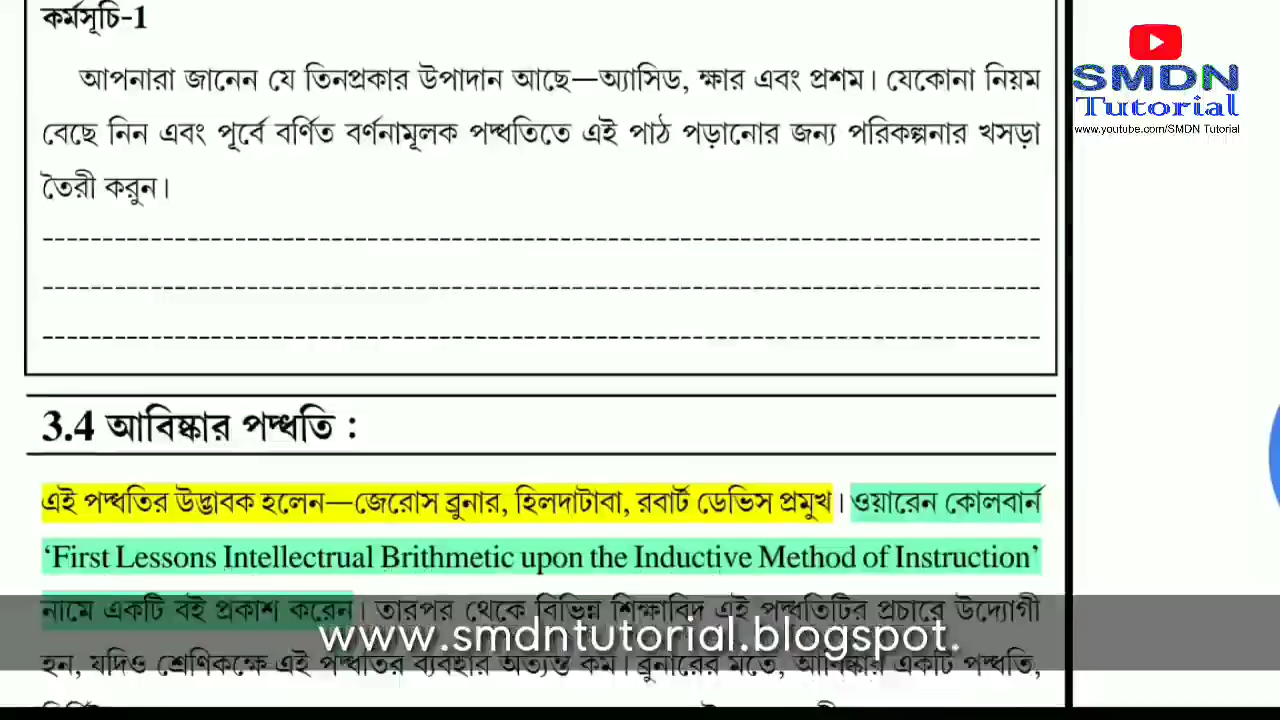 কর্মসূচি-1
আপনারা জানেন যে তিনপ্রকার উপাদান আছে—অ্যাসিড, ক্ষার এবং প্রশম। যেকোনা নিয়ম
বেছে নিন এবং পূর্বে বর্ণিত বর্ণনামূলক পদ্ধতিতে এই পাঠ পড়ানোর জন্য পরিকল্পনার খসড়া
তৈরী করুন।
3.4 আবিষ্কার পদ্ধতি :
এই পদ্ধতির উদ্ভাবক হলেন—জেরোস ব্রুনার, হিলদাটাবা, রবার্ট ডেভিস প্রমুখ। ওয়ারেন কোলবার্ন
‘First Lessons Intellectrual Brithmetic upon the Inductive Method of Instruction’
নামে একটি বই প্রকাশ করেন। তারপর থেকে বিভিন্ন শিক্ষাবিদ এই পদ্ধতিটির প্রচারে উদ্যোগী
হন, যদিও শ্রেণিকক্ষে এই পদ্ধতির ব্যবহার অত্যন্ত কম। ব্রুনারের মতে, আবিষ্কার একটি পদ্ধতি,
www.smdntutorial.blogspot.
SMDN
Tutorial
www.youtube.com/SMDN Tutorial